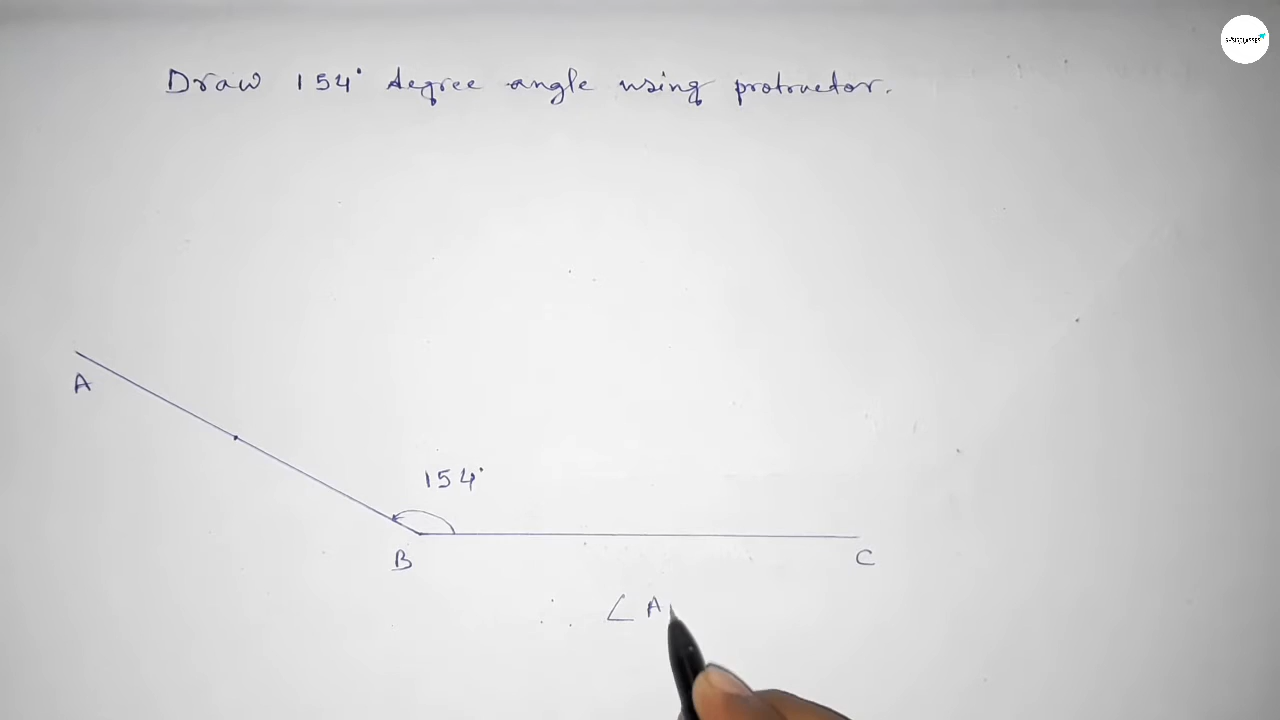 Draw 154° degree angle using protractor.
A
154°
B
C
∴ ∠A